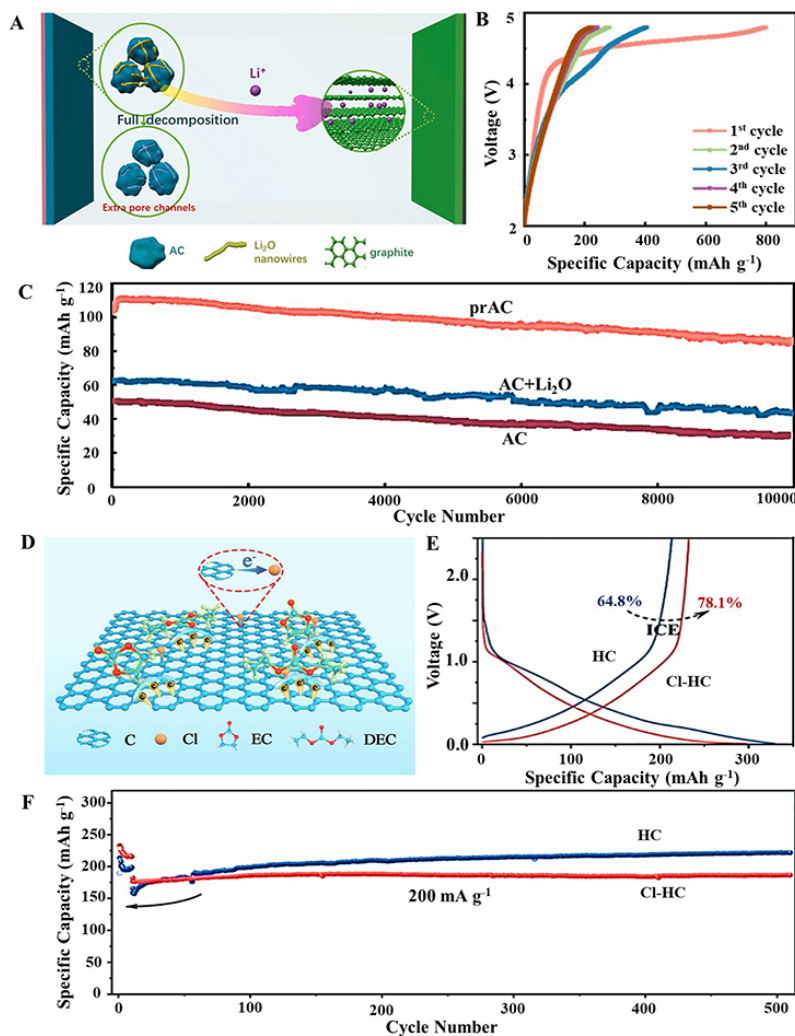 A
Li⁺
Full decomposition
Extra pore channels
AC
Li₂O
nanowires
graphite
B
Voltage (V)
5
4
3
2
1ˢᵗ cycle
2ⁿᵈ cycle
3ʳᵈ cycle
4ᵗʰ cycle
5ᵗʰ cycle
0 200 400 600 800
Specific Capacity (mAh g⁻¹)
C
Specific Capacity (mAh g⁻¹)
120
100
80
60
40
20
0
prAC
AC+Li₂O
AC
0 2000 4000 6000 8000 10000
Cycle Number
D
e⁻
C
Cl
EC
DEC
E
Voltage (V)
2.0
1.0
0.0
64.8%
78.1%
ICE
HC
Cl-HC
0 100 200 300
Specific Capacity (mAh g⁻¹)
F
Specific Capacity (mAh g⁻¹)
300
250
200
150
100
50
0
HC
200 mA g⁻¹
Cl-HC
0 100 200 300 400 500
Cycle Number